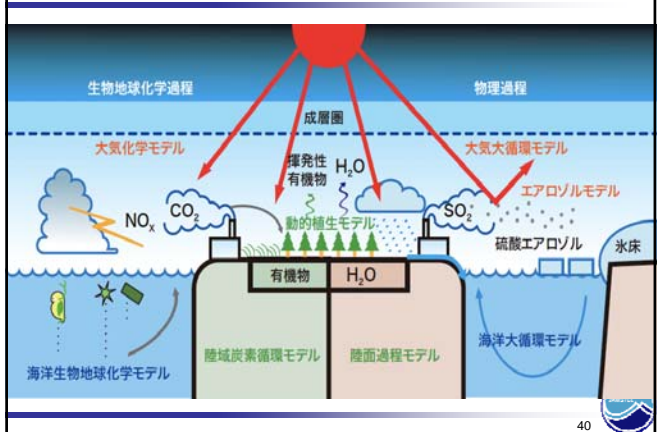 生物地球化学過程
物理過程
成層圏
大気化学モデル
大気大循環モデル
揮発性
有機物
H₂O
エアロゾルモデル
CO₂
NOₓ
SO₂
動的植生モデル
硫酸エアロゾル
氷床
有機物
H₂O
陸域炭素循環モデル
陸面過程モデル
海洋大循環モデル
海洋生物地球化学モデル
40